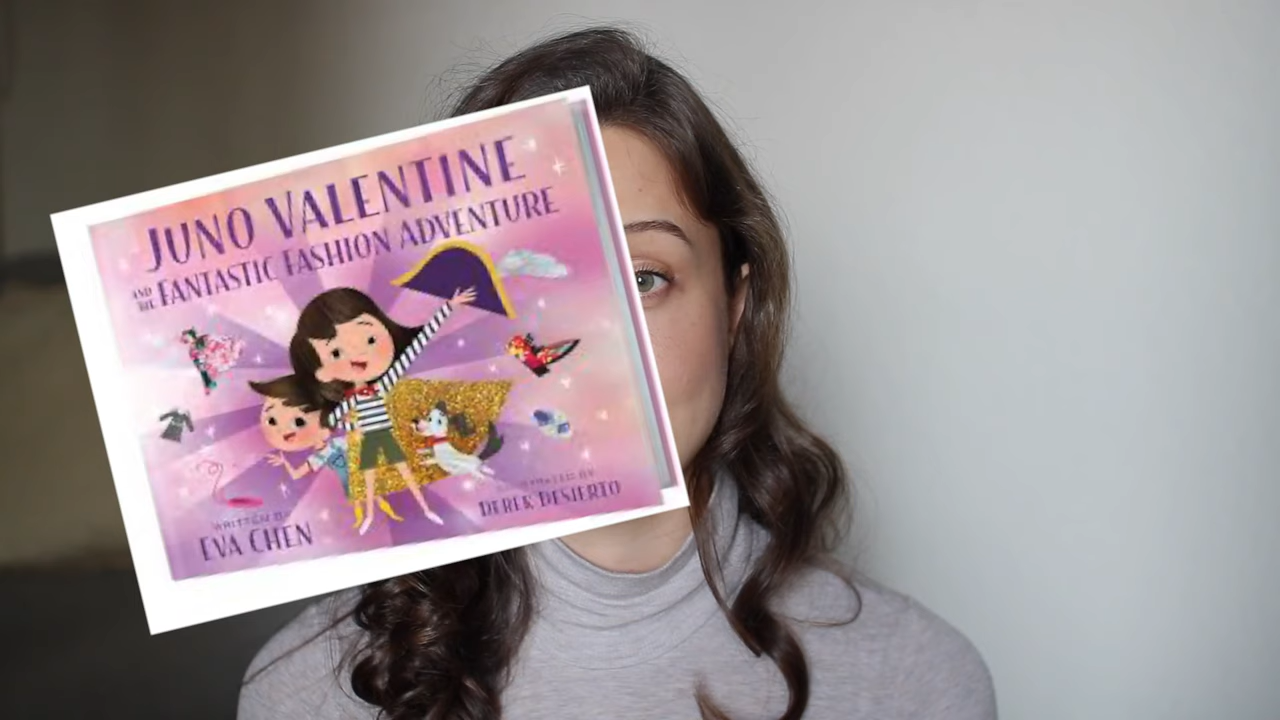 JUNO VALENTINE
AND THE FANTASTIC FASHION ADVENTURE
WRITTEN BY
EVA CHEN
DEREK DESIERTO